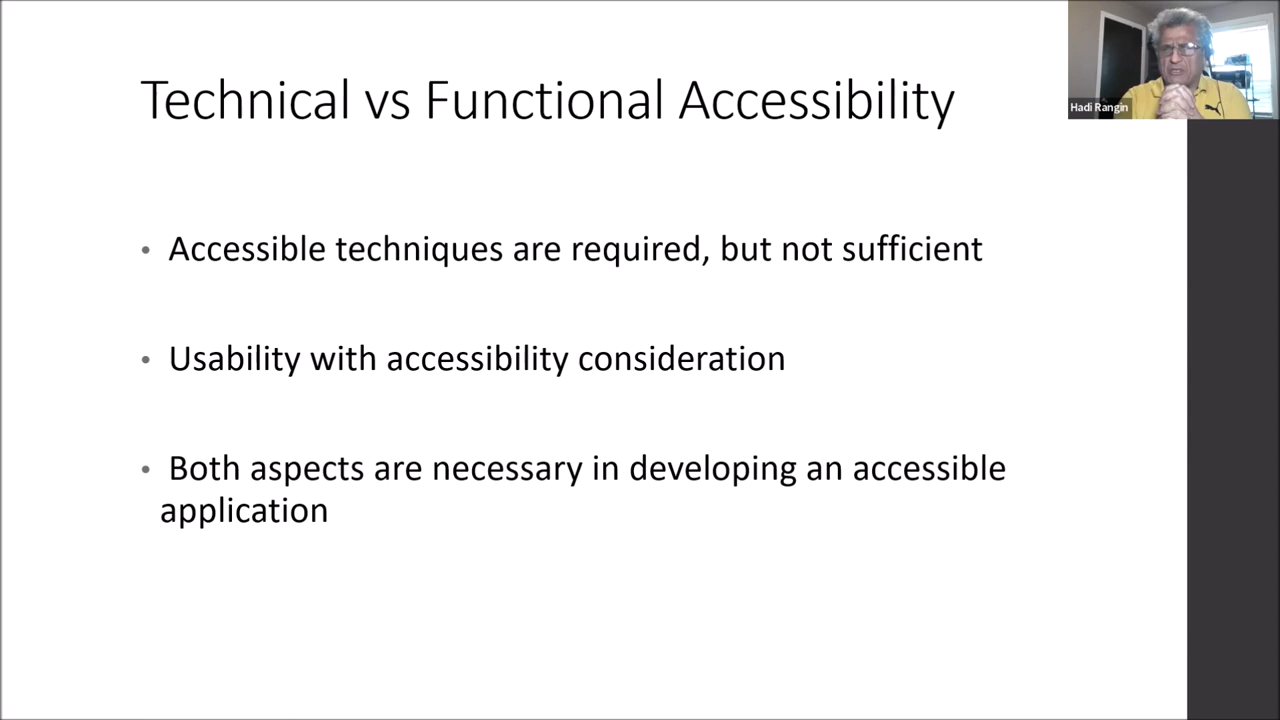 Technical vs Functional Accessibility
Hadi Rangin
• Accessible techniques are required, but not sufficient
• Usability with accessibility consideration
• Both aspects are necessary in developing an accessible
application